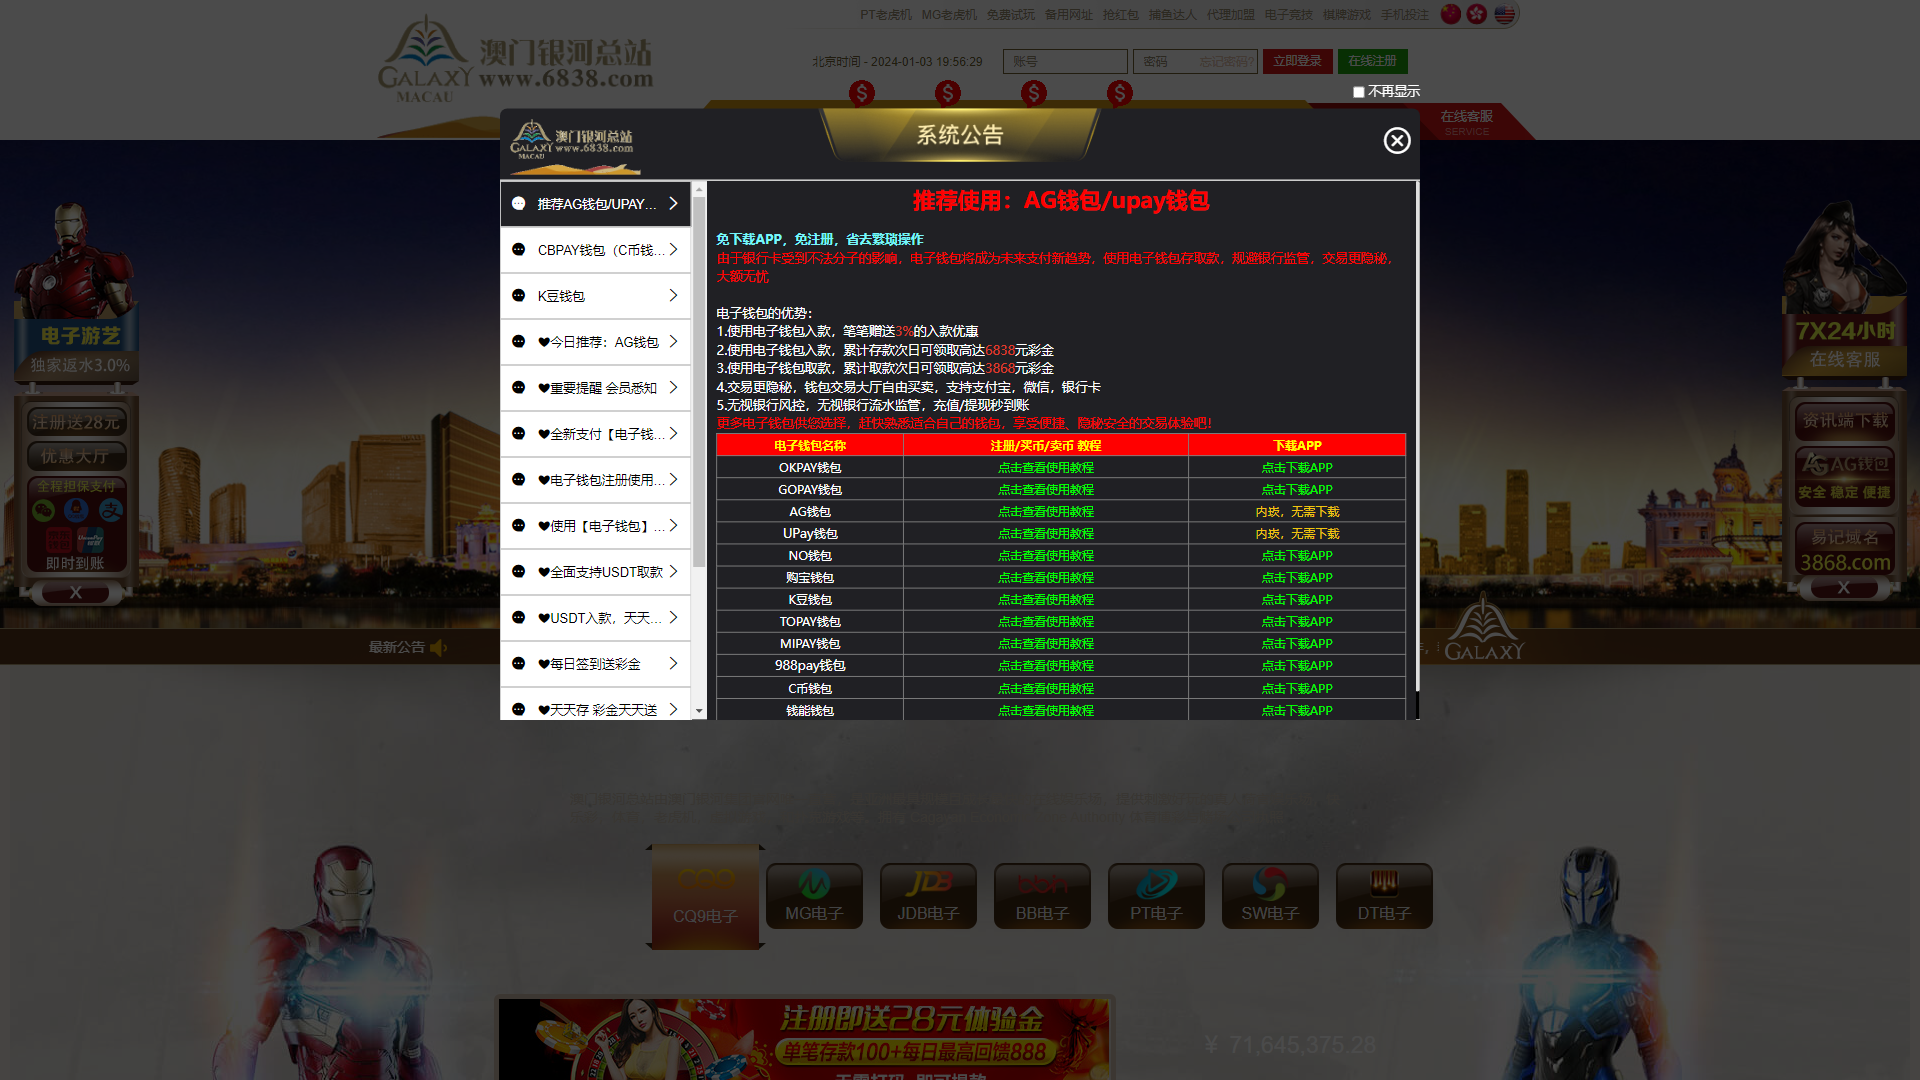 PT老虎机 MG老虎机 免费试玩 备用网址 抢红包 捕鱼达人 代理加盟 电子竞技 棋牌游戏 手机投注
澳门银河总站
GALAXY www.6838.com
MACAU
北京时间 - 2024-01-03 19:56:29 账号 密码 忘记密码? 立即登录 在线注册
不再显示
在线客服
SERVICE
澳门银河总站
GALAXY www.6838.com
MACAU
系统公告
推荐AG钱包/UPAY...
CBPAY钱包（C币钱...
K豆钱包
❤今日推荐：AG钱包
❤重要提醒 会员悉知
❤全新支付【电子钱...
❤电子钱包注册使用...
❤使用【电子钱包】...
❤全面支持USDT取款
❤USDT入款，天天...
❤每日签到送彩金
❤天天存 彩金天天送
推荐使用：AG钱包/upay钱包
免下载APP，免注册，省去繁琐操作
由于银行卡受到不法分子的影响，电子钱包将成为未来支付新趋势，使用电子钱包存取款，规避银行监管，交易更隐秘，
大额无忧
电子钱包的优势：
1.使用电子钱包入款，笔笔赠送3%的入款优惠
2.使用电子钱包入款，累计存款次日可领取高达6838元彩金
3.使用电子钱包取款，累计取款次日可领取高达3868元彩金
4.交易更隐秘，钱包交易大厅自由买卖，支持支付宝，微信，银行卡
5.无视银行风控，无视银行流水监管，充值/提现秒到账
更多电子钱包供您选择，赶快熟悉适合自己的钱包，享受便捷、隐秘安全的交易体验吧！
电子钱包名称 注册/买币/卖币 教程 下载APP
OKPAY钱包 点击查看使用教程 点击下载APP
GOPAY钱包 点击查看使用教程 点击下载APP
AG钱包 点击查看使用教程 内崁，无需下载
UPay钱包 点击查看使用教程 内崁，无需下载
NO钱包 点击查看使用教程 点击下载APP
购宝钱包 点击查看使用教程 点击下载APP
K豆钱包 点击查看使用教程 点击下载APP
TOPAY钱包 点击查看使用教程 点击下载APP
MIPAY钱包 点击查看使用教程 点击下载APP
988pay钱包 点击查看使用教程 点击下载APP
C币钱包 点击查看使用教程 点击下载APP
钱能钱包 点击查看使用教程 点击下载APP
电子游艺
独家返水3.0%
注册送28元
优惠大厅
全程担保支付
即时到账
X
7X24小时
在线客服
资讯端下载
AG钱包
安全 稳定 便捷
易记域名
3868.com
X
最新公告
GALAXY
CQ9电子 MG电子 JDB电子 BB电子 PT电子 SW电子 DT电子
注册即送28元体验金
单笔存款100+每日最高回馈888
无需打码 即可提款
¥ 71,645,375.28